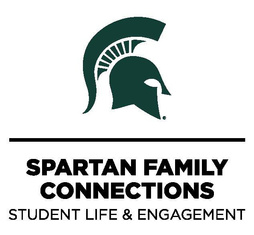 SPARTAN FAMILY
CONNECTIONS
STUDENT LIFE & ENGAGEMENT